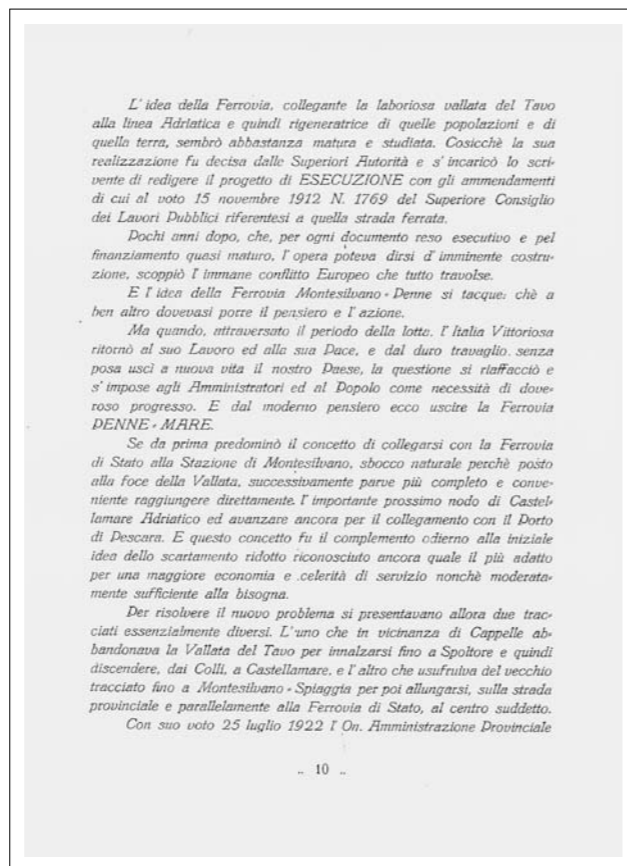 L'idea della Ferrovia, collegante la laboriosa vallata del Tavo
alla linea Adriatica e quindi rigeneratrice di quelle popolazioni e di
quella terra, sembrò abbastanza matura e studiata. Cosicchè la sua
realizzazione fu decisa dalle Superiori Autorità e s'incaricò lo scri-
vente di redigere il progetto di ESECUZIONE con gli ammendamenti
di cui al voto 15 novembre 1912 N. 1769 del Superiore Consiglio
dei Lavori Pubblici riferentesi a quella strada ferrata.
Pochi anni dopo, che, per ogni documento reso esecutivo e pel
finanziamento quasi maturo, l'opera poteva dirsi d'imminente costru-
zione, scoppiò l'immane conflitto Europeo che tutto travolse.
E l'idea della Ferrovia Montesilvano - Penne si tacque: chè a
ben altro dovevasi porre il pensiero e l'azione.
Ma quando, attraversato il periodo della lotta, l'Italia Vittoriosa
ritornò al suo Lavoro ed alla sua Pace, e dal duro travaglio, senza
posa uscì a nuova vita il nostro Paese, la questione si riaffacciò e
s'impose agli Amministratori ed al Popolo come necessità di dove-
roso progresso. E dal moderno pensiero ecco uscire la Ferrovia
PENNE - MARE.
Se da prima predominò il concetto di collegarsi con la Ferrovia
di Stato alla Stazione di Montesilvano, sbocco naturale perchè posto
alla foce della Vallata, successivamente parve più completo e conve-
niente raggiungere direttamente l'importante prossimo nodo di Castel-
lamare Adriatico ed avanzare ancora per il collegamento con il Porto
di Pescara. E questo concetto fu il complemento odierno alla iniziale
idea dello scartamento ridotto riconosciuto ancora quale il più adatto
per una maggiore economia e celerità di servizio nonchè moderata-
mente sufficiente alla bisogna.
Per risolvere il nuovo problema si presentavano allora due trac-
ciati essenzialmente diversi. L'uno che in vicinanza di Cappelle ab-
bandonava la Vallata del Tavo per innalzarsi fino a Spoltore e quindi
discendere, dai Colli, a Castellamare, e l'altro che usufruiva del vecchio
tracciato fino a Montesilvano - Spiaggia per poi allungarsi, sulla strada
provinciale e parallelamente alla Ferrovia di Stato, al centro suddetto.
Con suo voto 25 luglio 1922 l'On. Amministrazione Provinciale
.. 10 ..